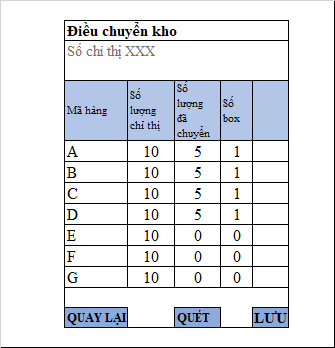 Điều chuyển kho
Số chỉ thị XXX
Mã hàng Số lượng chỉ thị Số lượng đã chuyển Số box
A 10 5 1
B 10 5 1
C 10 5 1
D 10 5 1
E 10 0 0
F 10 0 0
G 10 0 0
QUAY LẠI QUÉT LƯU